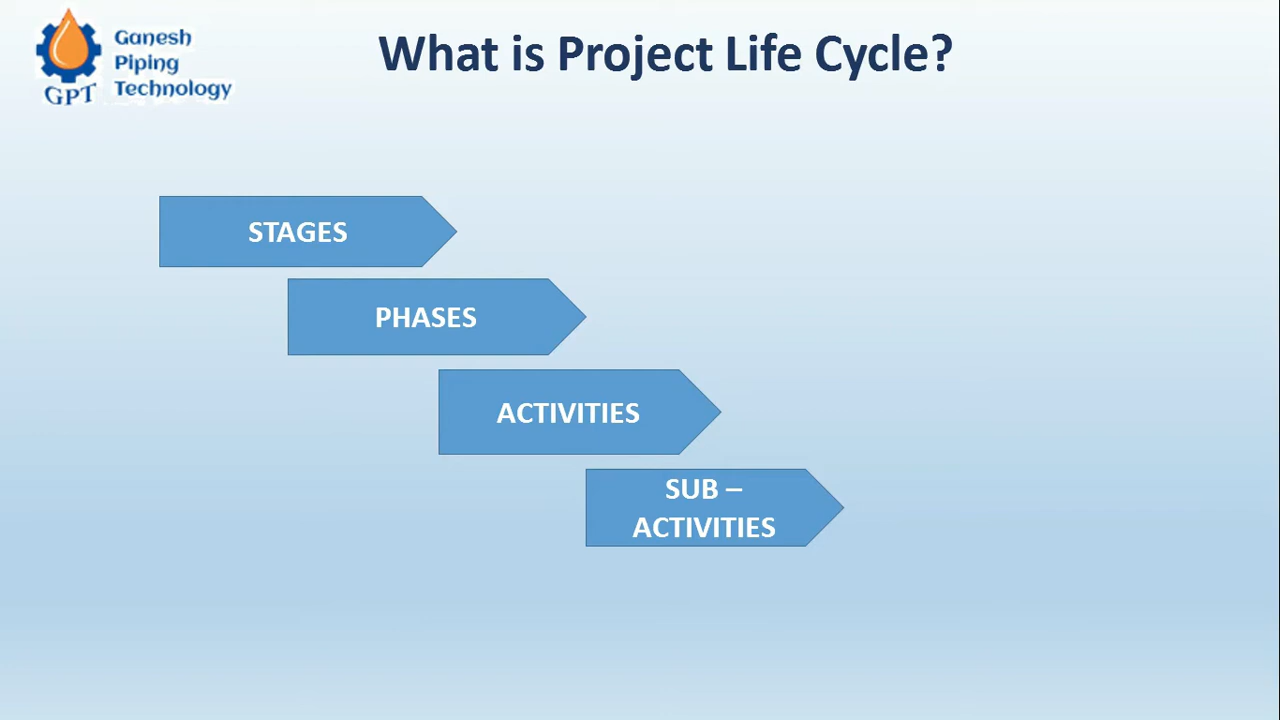 Ganesh
Piping
Technology
GPT
What is Project Life Cycle?
STAGES
PHASES
ACTIVITIES
SUB –
ACTIVITIES